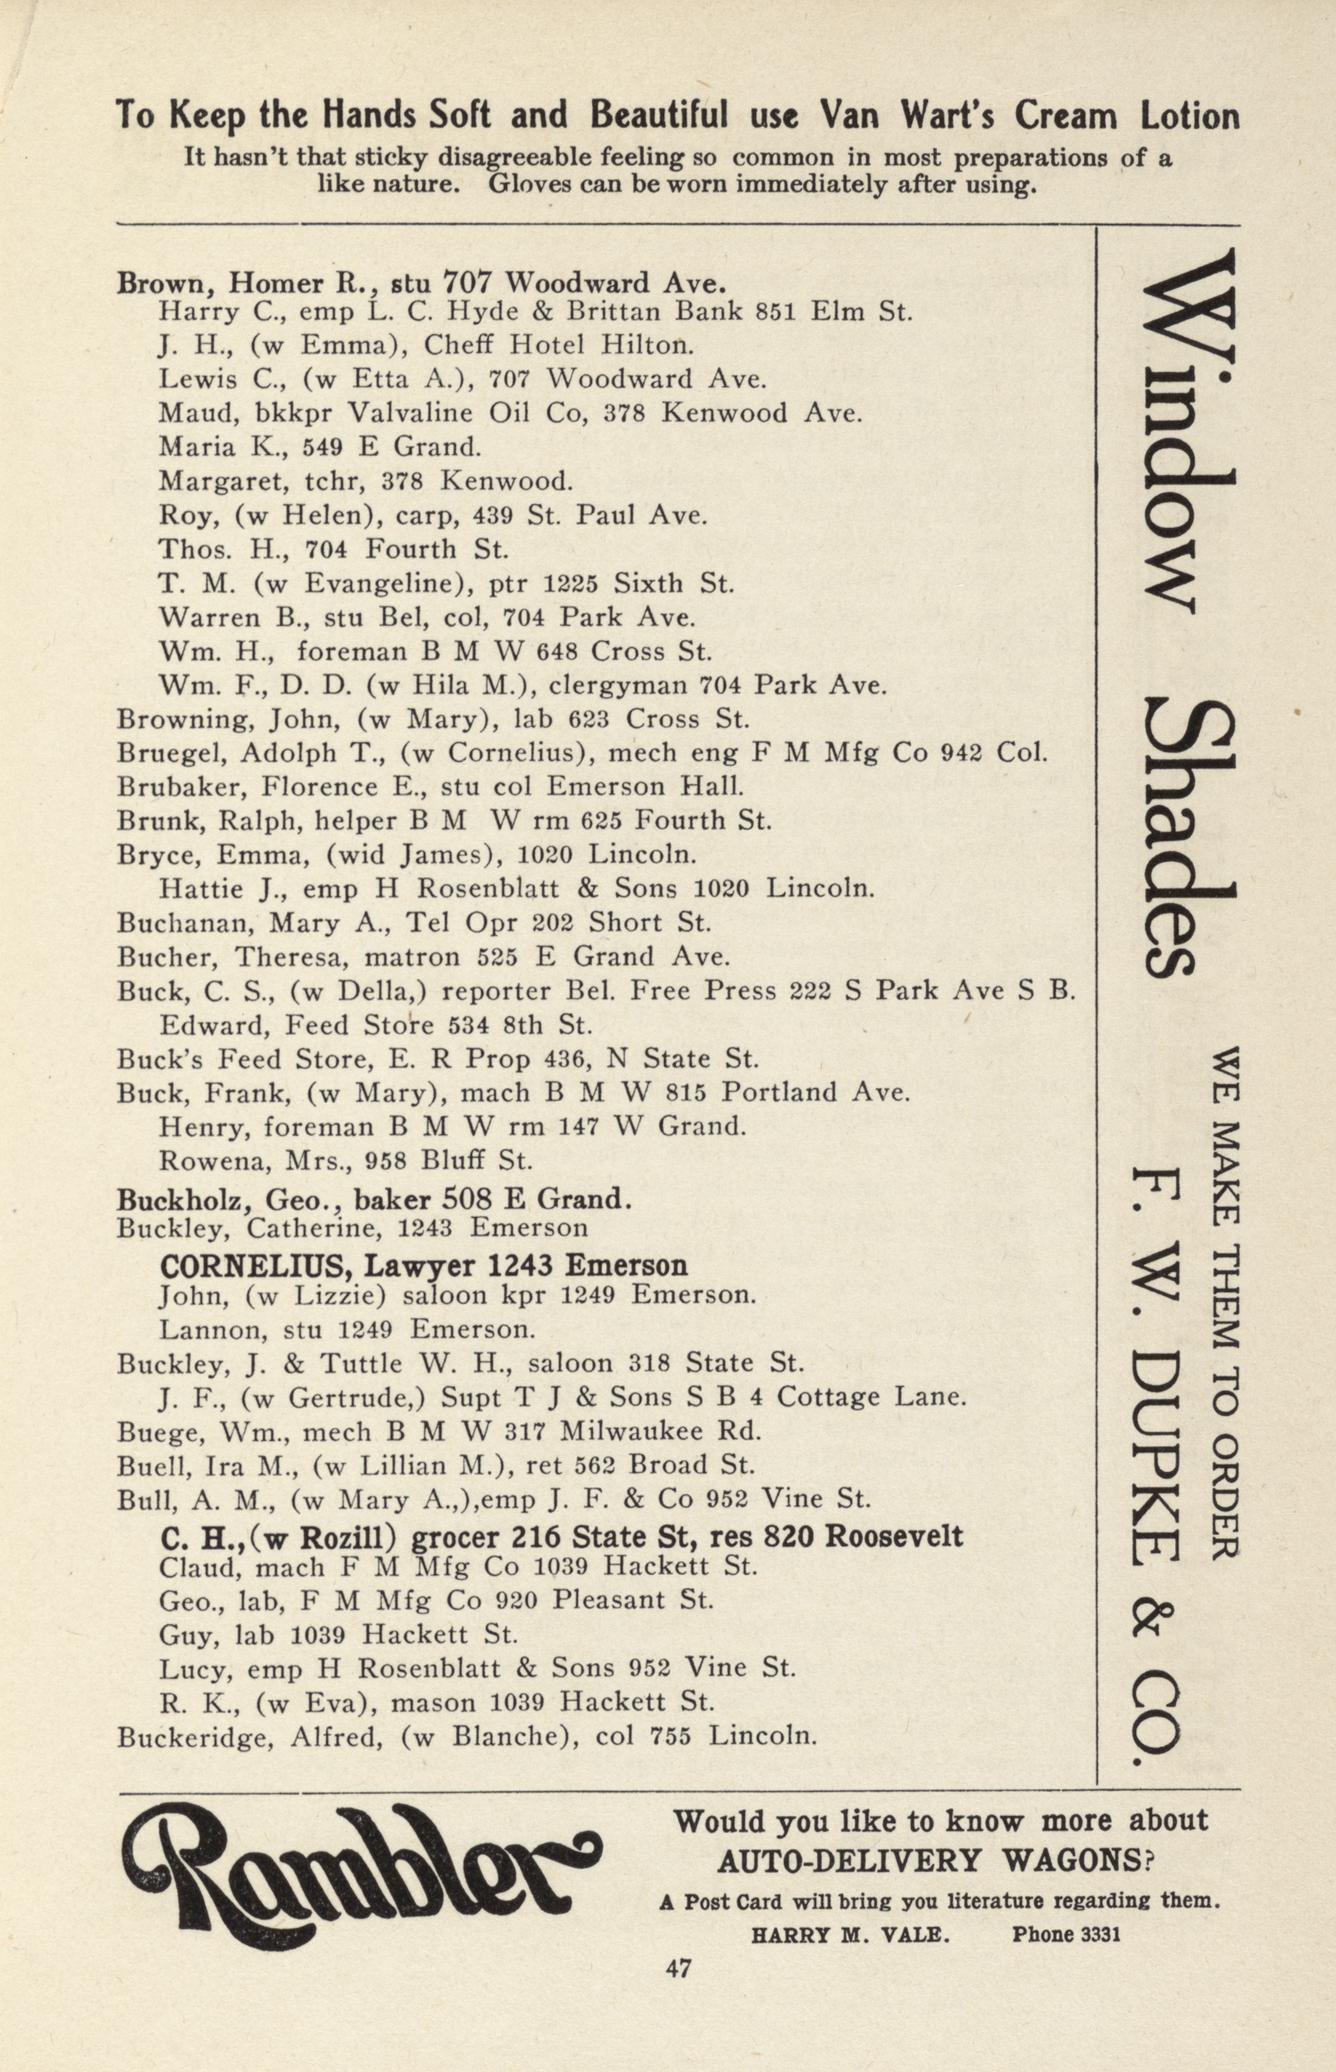 To Keep the Hands Soft and Beautiful use Van Wart's Cream Lotion
It hasn't that sticky disagreeable feeling so common in most preparations of a
like nature. Gloves can be worn immediately after using.
Brown, Homer R., stu 707 Woodward Ave.
Harry C., emp L. C. Hyde & Brittan Bank 851 Elm St.
J. H., (w Emma), Cheff Hotel Hilton.
Lewis C., (w Etta A.), 707 Woodward Ave.
Maud, bkkpr Valvaline Oil Co, 378 Kenwood Ave.
Maria K., 549 E Grand.
Margaret, tchr, 378 Kenwood.
Roy, (w Helen), carp, 439 St. Paul Ave.
Thos. H., 704 Fourth St.
T. M. (w Evangeline), ptr 1225 Sixth St.
Warren B., stu Bel, col, 704 Park Ave.
Wm. H., foreman B M W 648 Cross St.
Wm. F., D. D. (w Hila M.), clergyman 704 Park Ave.
Browning, John, (w Mary), lab 623 Cross St.
Bruegel, Adolph T., (w Cornelius), mech eng F M Mfg Co 942 Col.
Brubaker, Florence E., stu col Emerson Hall.
Brunk, Ralph, helper B M W rm 625 Fourth St.
Bryce, Emma, (wid James), 1020 Lincoln.
Hattie J., emp H Rosenblatt & Sons 1020 Lincoln.
Buchanan, Mary A., Tel Opr 202 Short St.
Bucher, Theresa, matron 525 E Grand Ave.
Buck, C. S., (w Della,) reporter Bel. Free Press 222 S Park Ave S B.
Edward, Feed Store 534 8th St.
Buck's Feed Store, E. R Prop 436, N State St.
Buck, Frank, (w Mary), mach B M W 815 Portland Ave.
Henry, foreman B M W rm 147 W Grand.
Rowena, Mrs., 958 Bluff St.
Buckholz, Geo., baker 508 E Grand.
Buckley, Catherine, 1243 Emerson
CORNELIUS, Lawyer 1243 Emerson
John, (w Lizzie) saloon kpr 1249 Emerson.
Lannon, stu 1249 Emerson.
Buckley, J. & Tuttle W. H., saloon 318 State St.
J. F., (w Gertrude,) Supt T J & Sons S B 4 Cottage Lane.
Buege, Wm., mech B M W 317 Milwaukee Rd.
Buell, Ira M., (w Lillian M.), ret 562 Broad St.
Bull, A. M., (w Mary A.,),emp J. F. & Co 952 Vine St.
C. H.,(w Rozill) grocer 216 State St, res 820 Roosevelt
Claud, mach F M Mfg Co 1039 Hackett St.
Geo., lab, F M Mfg Co 920 Pleasant St.
Guy, lab 1039 Hackett St.
Lucy, emp H Rosenblatt & Sons 952 Vine St.
R. K., (w Eva), mason 1039 Hackett St.
Buckeridge, Alfred, (w Blanche), col 755 Lincoln.
Window Shades
WE MAKE THEM TO ORDER
F. W. DUPKE & CO.
Rambler
Would you like to know more about
AUTO-DELIVERY WAGONS?
A Post Card will bring you literature regarding them.
HARRY M. VALE. Phone 3331
47